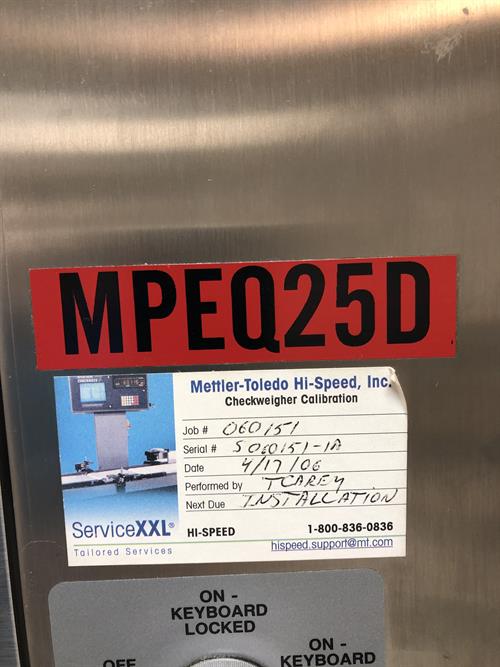 MPEQ25D
Mettler-Toledo Hi-Speed, Inc.
Checkweigher Calibration
Job # 060151
Serial # S060151-1A
Date 4/17/06
Performed by TCAREY
Next Due INSTALLATION
ServiceXXL®
Tailored Services
HI-SPEED 1-800-836-0836
hispeed.support@mt.com
ON -
KEYBOARD
LOCKED
OFF
ON -
KEYBOARD